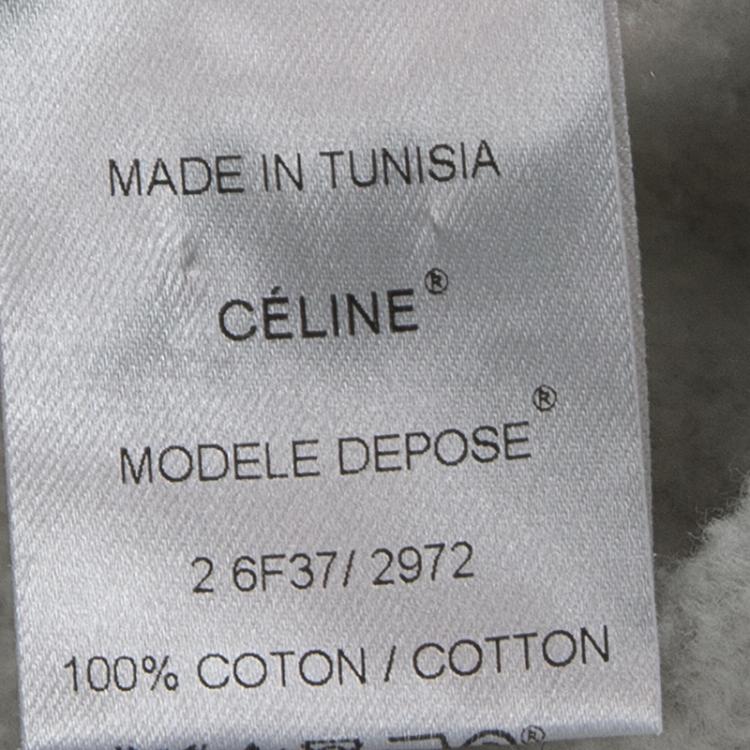 MADE IN TUNISIA
CÉLINE®
MODELE DEPOSE®
2 6F37/ 2972
100% COTON / COTTON